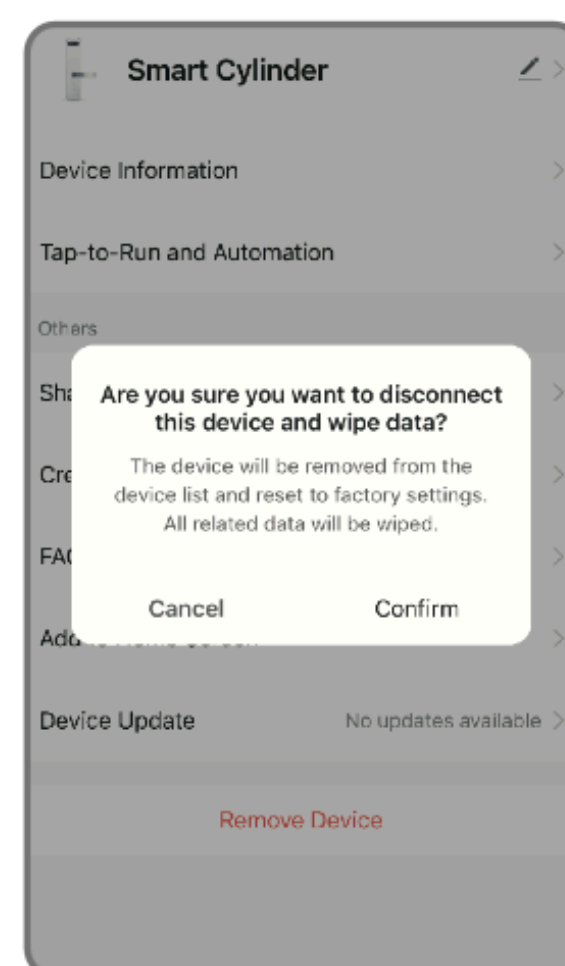 Smart Cylinder
Device Information
Tap-to-Run and Automation
Others
Are you sure you want to disconnect
this device and wipe data?
The device will be removed from the
device list and reset to factory settings.
All related data will be wiped.
Cancel
Confirm
Device Update
No updates available
Remove Device